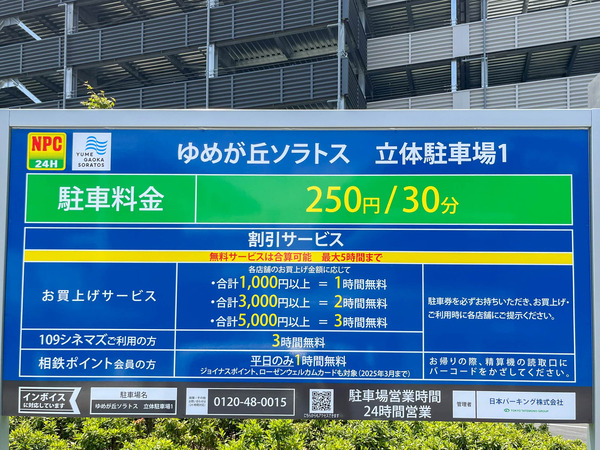 NPC
24H
YUME
GAOKA
SORATOS
ゆめが丘ソラトス 立体駐車場1
駐車料金
250円/30分
割引サービス
無料サービスは合算可能 最大5時間まで
お買上げサービス
各店舗のお買上げ金額に応じて
・合計1,000円以上 = 1時間無料
・合計3,000円以上 = 2時間無料
・合計5,000円以上 = 3時間無料
駐車券を必ずお持ちいただき、お買上げ・
ご利用時に各店舗にご提示ください。
109シネマズご利用の方
3時間無料
相鉄ポイント会員の方
平日のみ1時間無料
ジョイナスポイント、ローゼンウェルカムカードも対象(2025年3月まで)
お帰りの際、精算機の読取口に
バーコードをかざしてください。
インボイス
に対応しています
駐車場名
ゆめが丘ソラトス 立体駐車場1
0120-48-0015
駐車場営業時間
24時間営業
管理者
日本パーキング株式会社
TOKYO TATEMONO GROUP